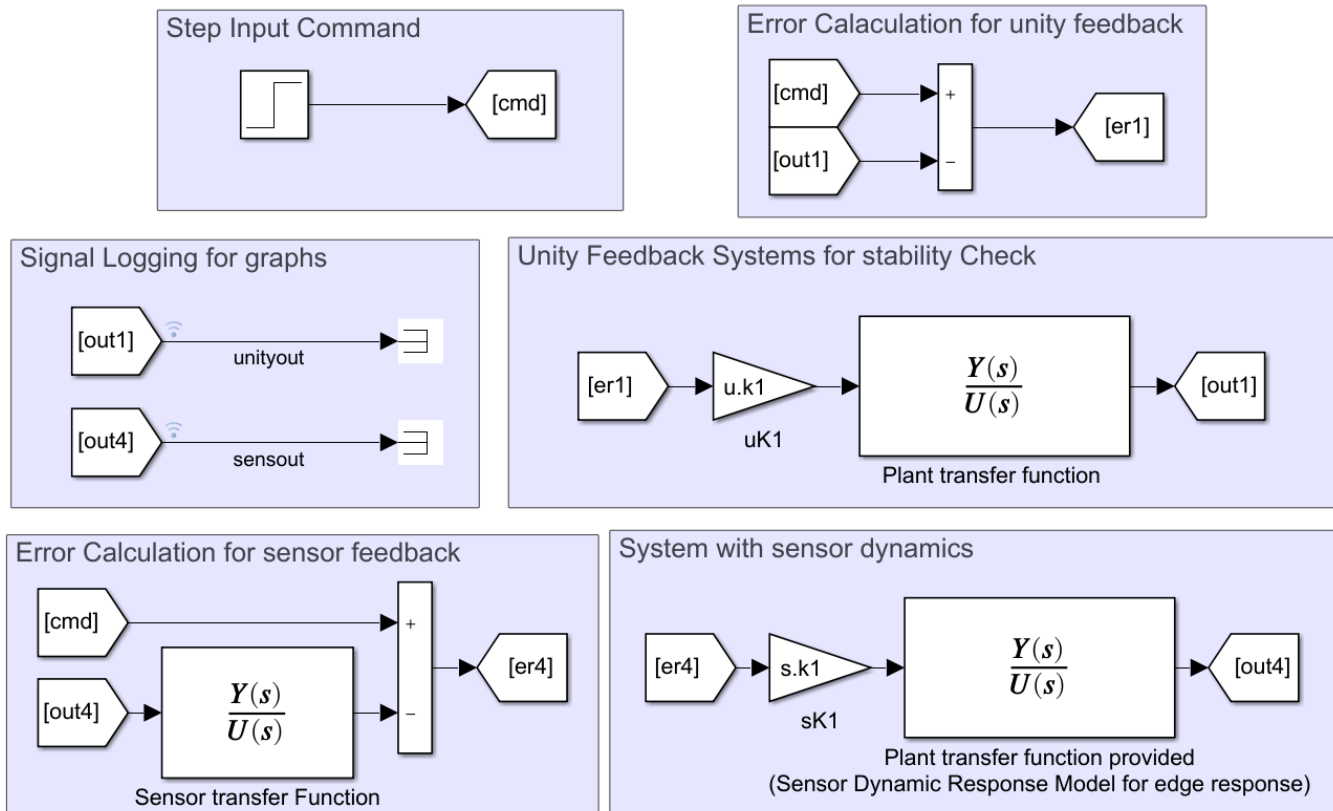 Step Input Command
[cmd]
Error Calaculation for unity feedback
[cmd]
+
[out1]
−
[er1]
Signal Logging for graphs
[out1]
unityout
[out4]
sensout
Unity Feedback Systems for stability Check
[er1]
u.k1
uK1
Y(s)
U(s)
Plant transfer function
[out1]
Error Calculation for sensor feedback
[cmd]
+
[out4]
Y(s)
U(s)
−
Sensor transfer Function
[er4]
System with sensor dynamics
[er4]
s.k1
sK1
Y(s)
U(s)
[out4]
Plant transfer function provided
(Sensor Dynamic Response Model for edge response)